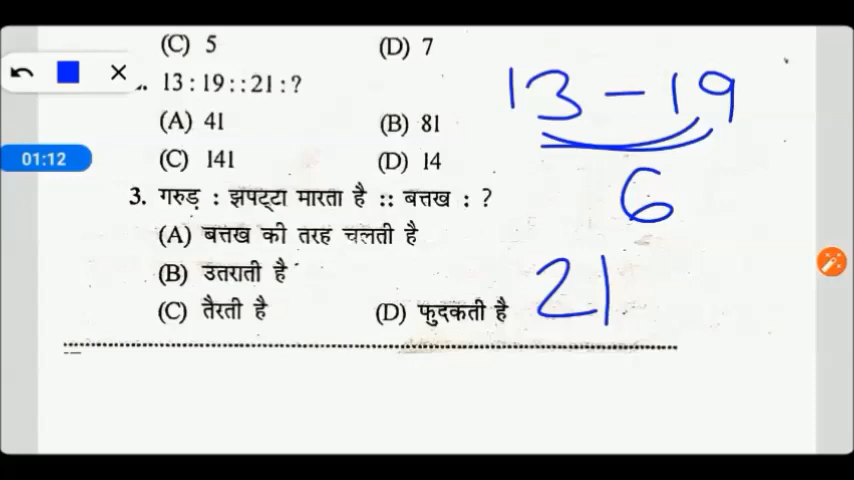 (C) 5 (D) 7
13 : 19 : : 21 : ?
(A) 41 (B) 81
(C) 141 (D) 14
3. गरुड़ : झपट्टा मारता है :: बत्तख : ?
(A) बत्तख की तरह चलती है
(B) उतराती है
(C) तैरती है (D) फुदकती है
13 - 19
6
21
01:12